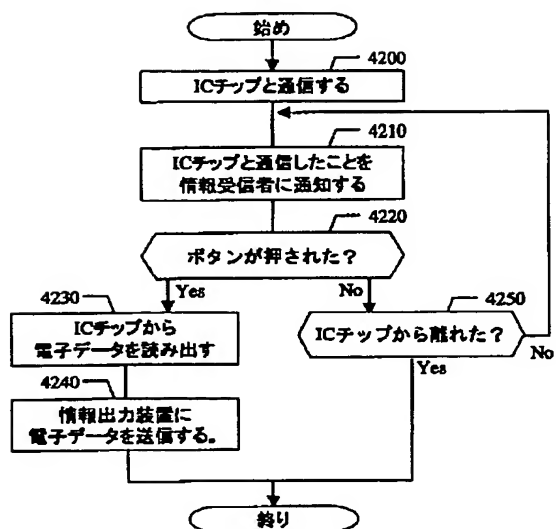 始め
4200
ICチップと通信する
4210
ICチップと通信したことを
情報受信者に通知する
4220
ボタンが押された？
Yes
No
4230
ICチップから
電子データを読み出す
4250
ICチップから離れた？
No
Yes
4240
情報出力装置に
電子データを送信する。
終り